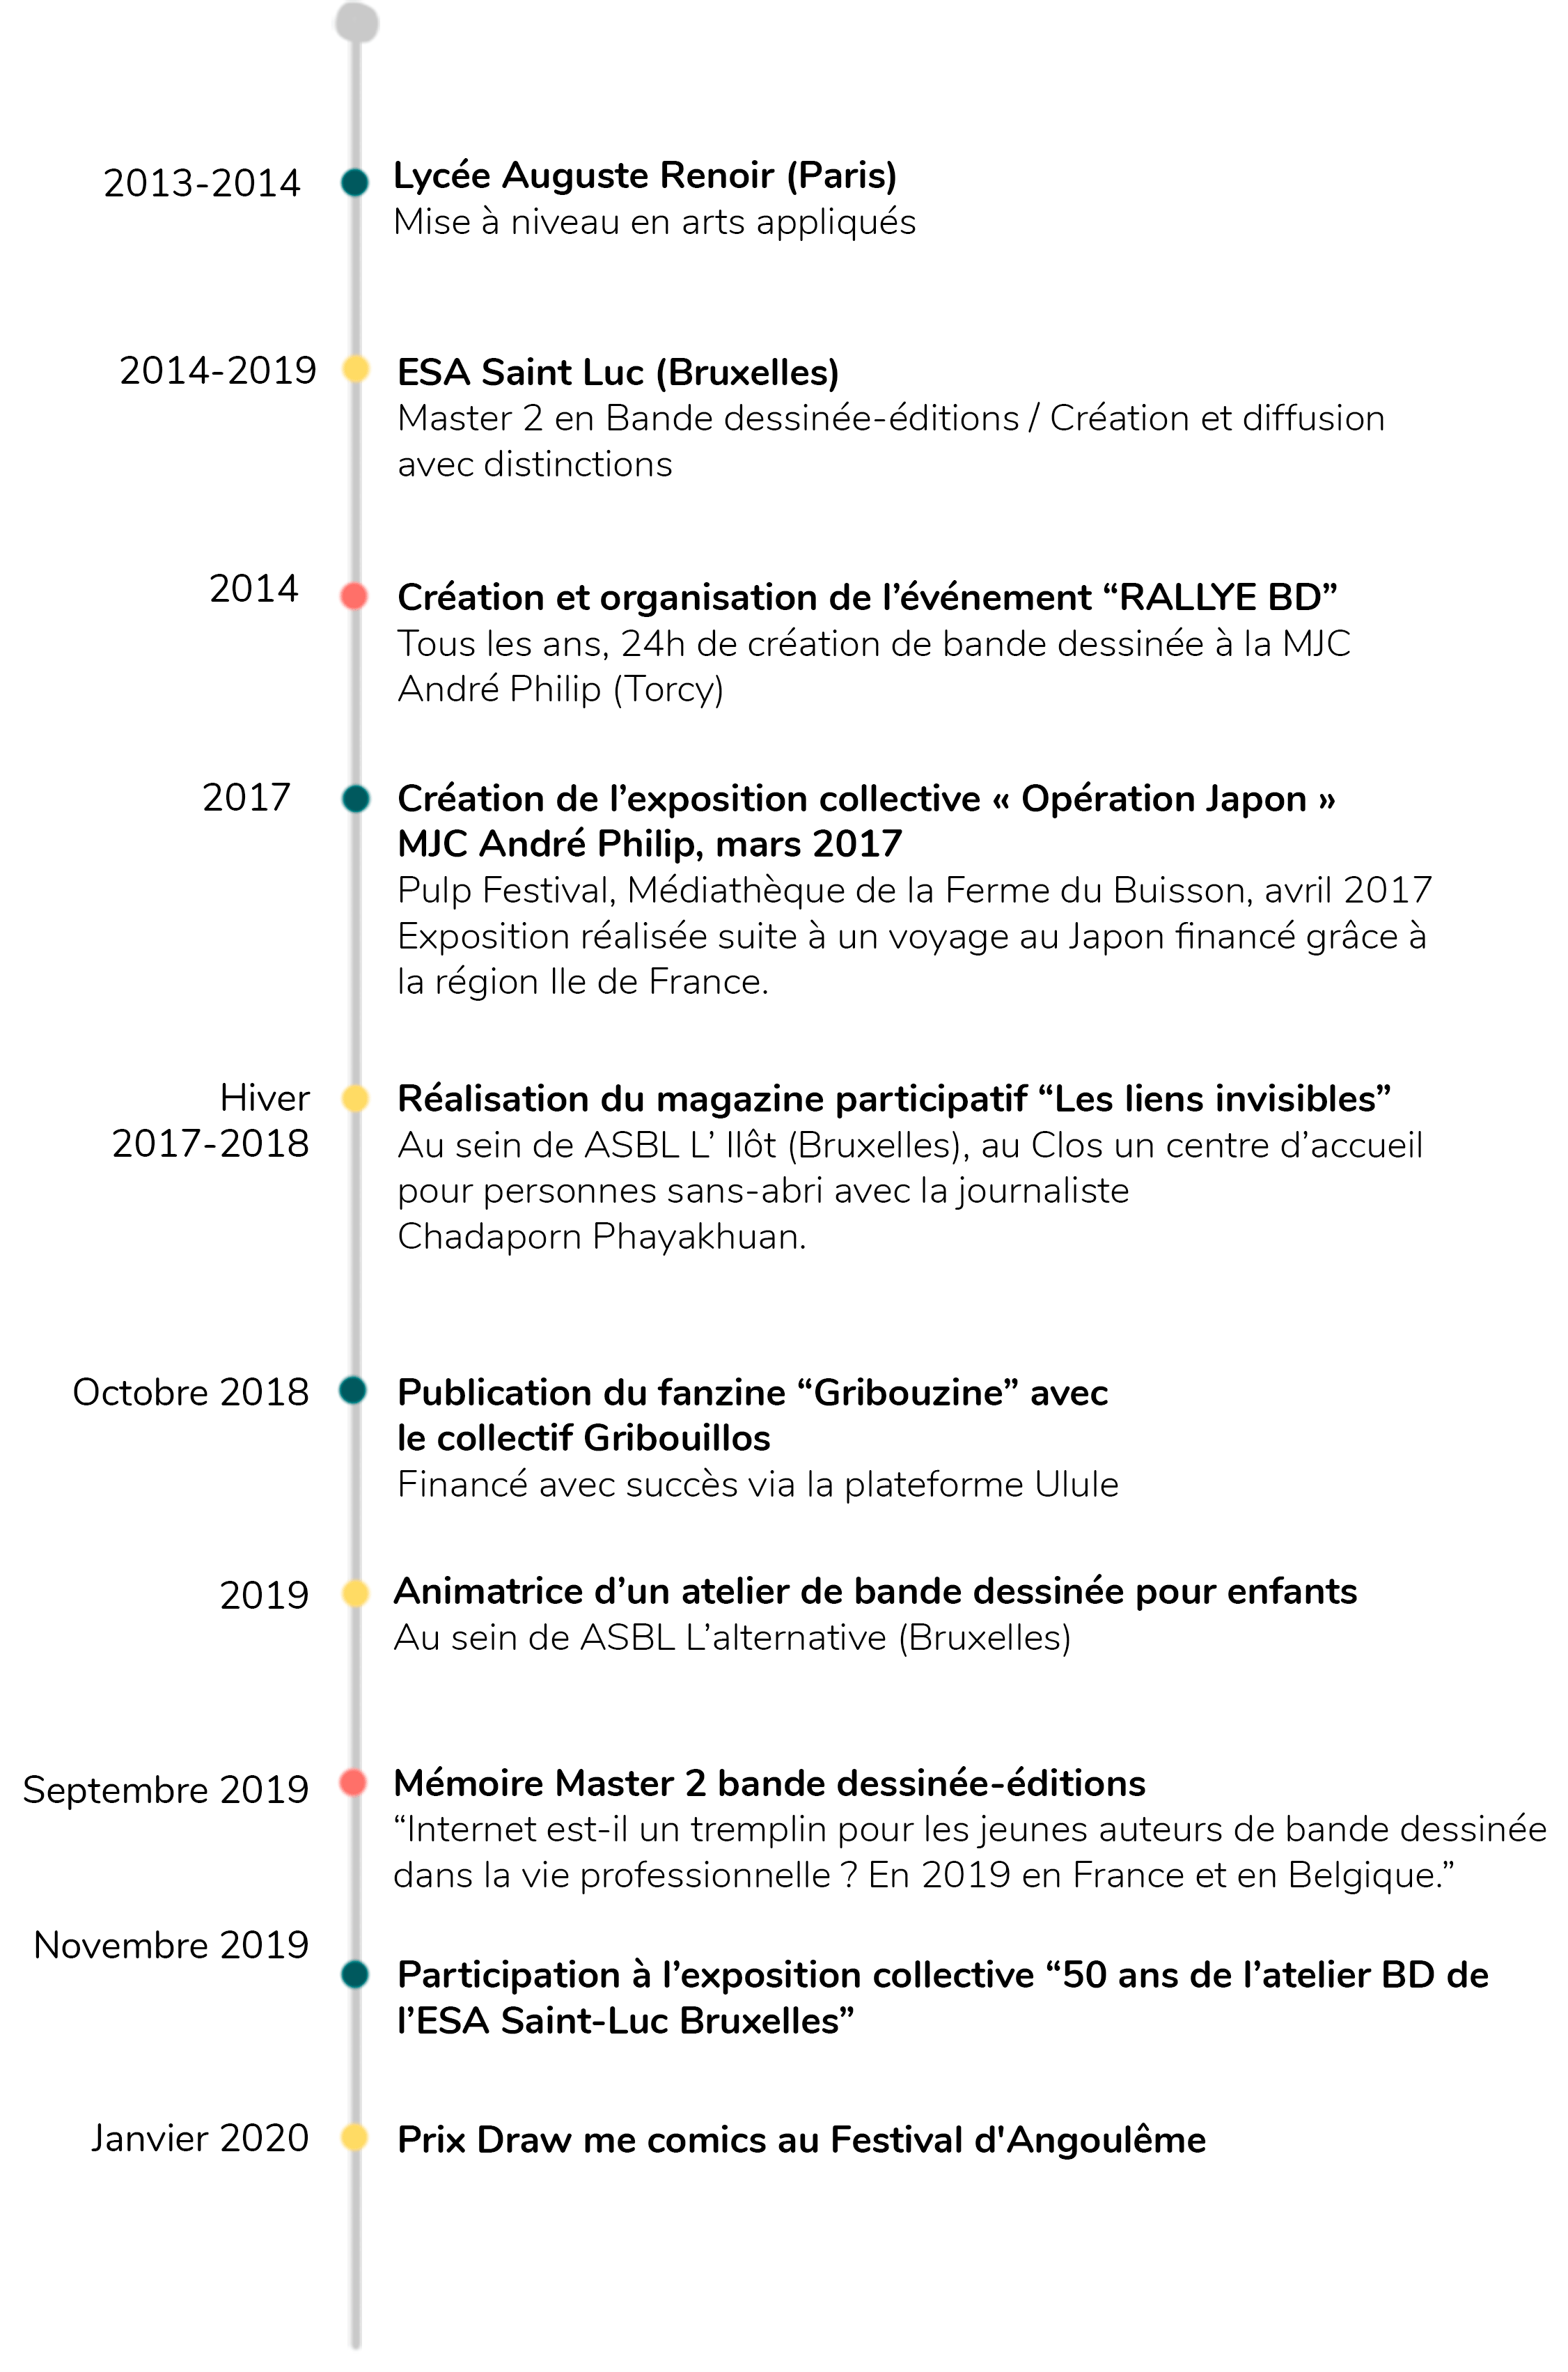 2013-2014
Lycée Auguste Renoir (Paris)
Mise à niveau en arts appliqués
2014-2019
ESA Saint Luc (Bruxelles)
Master 2 en Bande dessinée-éditions / Création et diffusion
avec distinctions
2014
Création et organisation de l’événement “RALLYE BD”
Tous les ans, 24h de création de bande dessinée à la MJC
André Philip (Torcy)
2017
Création de l’exposition collective « Opération Japon »
MJC André Philip, mars 2017
Pulp Festival, Médiathèque de la Ferme du Buisson, avril 2017
Exposition réalisée suite à un voyage au Japon financé grâce à
la région Ile de France.
Hiver
2017-2018
Réalisation du magazine participatif “Les liens invisibles”
Au sein de ASBL L’ Ilôt (Bruxelles), au Clos un centre d’accueil
pour personnes sans-abri avec la journaliste
Chadaporn Phayakhuan.
Octobre 2018
Publication du fanzine “Gribouzine” avec
le collectif Gribouillos
Financé avec succès via la plateforme Ulule
2019
Animatrice d’un atelier de bande dessinée pour enfants
Au sein de ASBL L’alternative (Bruxelles)
Septembre 2019
Mémoire Master 2 bande dessinée-éditions
“Internet est-il un tremplin pour les jeunes auteurs de bande dessinée
dans la vie professionnelle ? En 2019 en France et en Belgique.”
Novembre 2019
Participation à l’exposition collective “50 ans de l’atelier BD de
l’ESA Saint-Luc Bruxelles”
Janvier 2020
Prix Draw me comics au Festival d'Angoulême